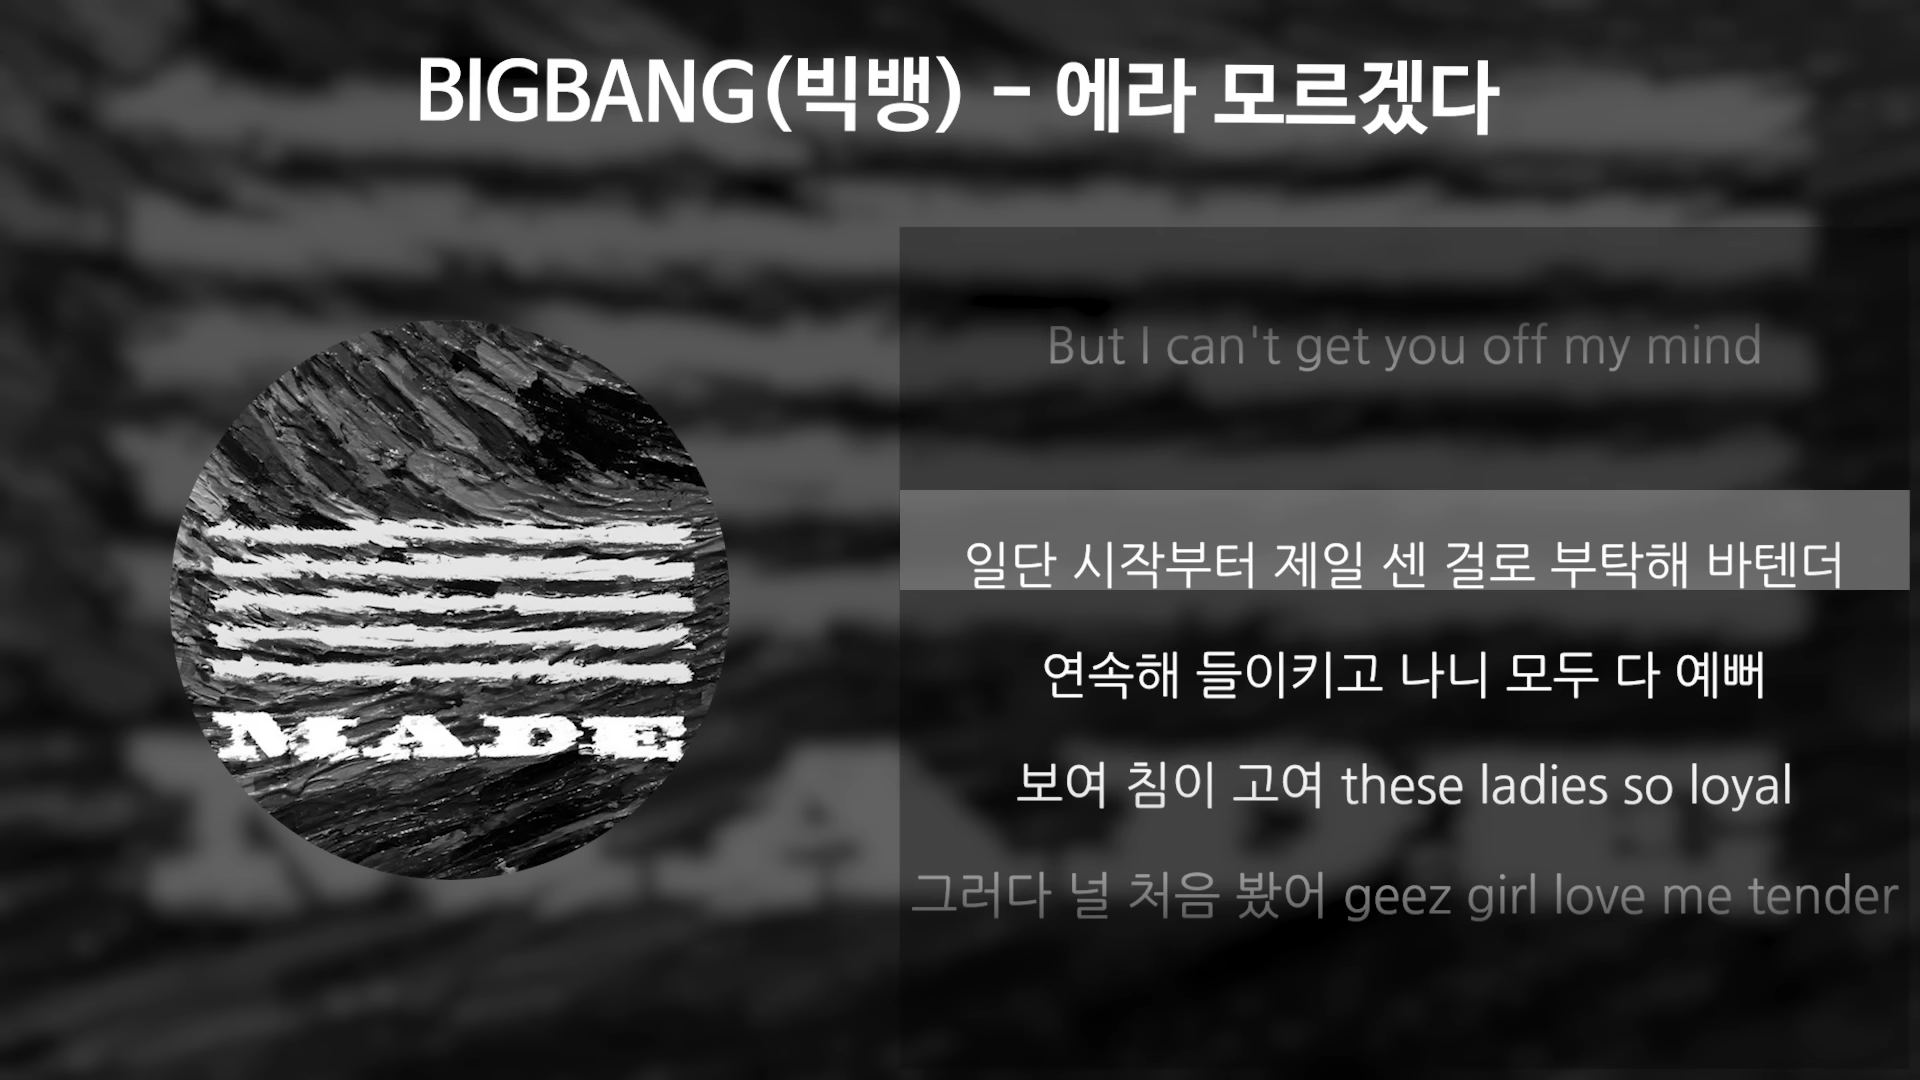 BIGBANG(빅뱅) - 에라 모르겠다
But I can't get you off my mind
일단 시작부터 제일 센 걸로 부탁해 바텐더
연속해 들이키고 나니 모두 다 예뻐
보여 침이 고여 these ladies so loyal
그러다 널 처음 봤어 geez girl love me tender
MADE